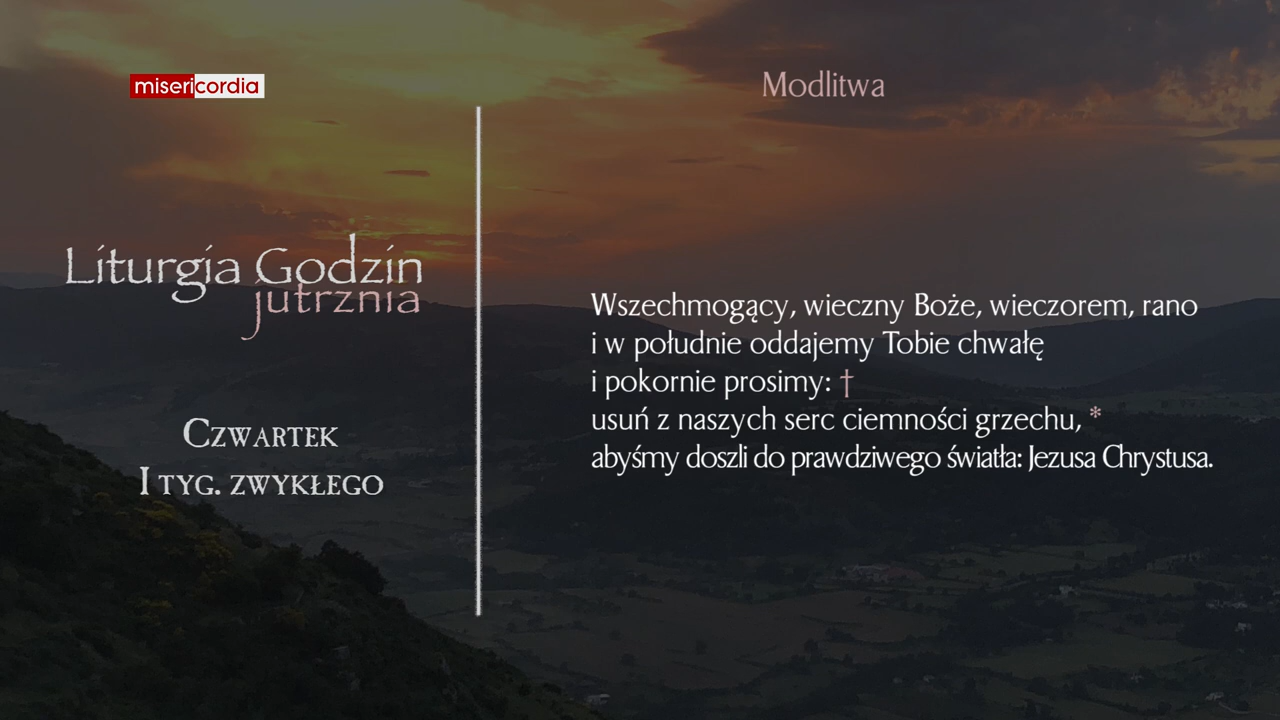 misericordia
Liturgia Godzin
jutrznia
Czwartek
I tyg. zwykłego
Modlitwa
Wszechmogący, wieczny Boże, wieczorem, rano
i w południe oddajemy Tobie chwałę
i pokornie prosimy: †
usuń z naszych serc ciemności grzechu, *
abyśmy doszli do prawdziwego światła: Jezusa Chrystusa.